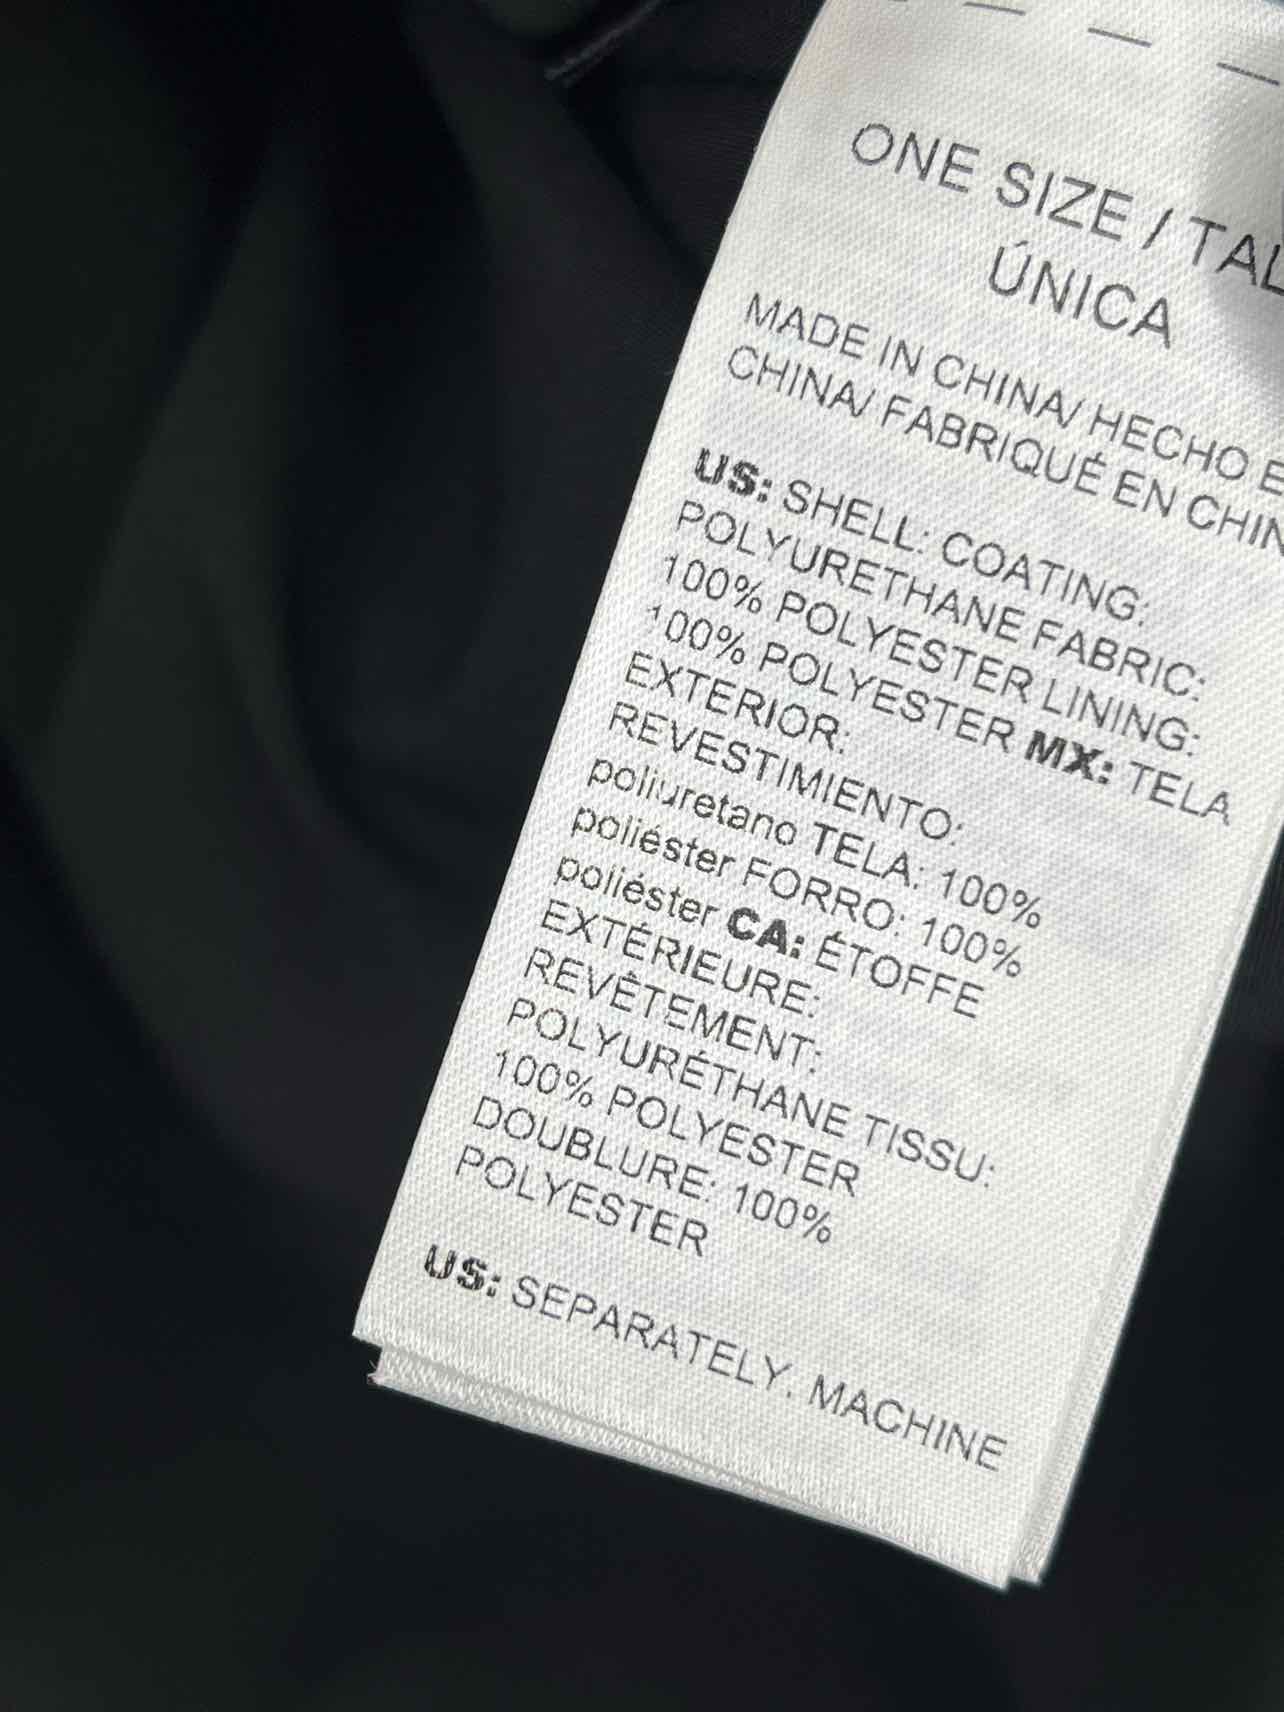 ONE SIZE / TAL
ÚNICA
MADE IN CHINA/ HECHO E
CHINA/ FABRIQUÉ EN CHIN
US: SHELL: COATING:
POLYURETHANE FABRIC:
100% POLYESTER LINING:
100% POLYESTER MX: TELA
EXTERIOR:
REVESTIMIENTO:
poliuretano TELA: 100%
poliéster FORRO: 100%
poliéster CA: ÉTOFFE
EXTÉRIEURE:
REVÊTEMENT:
POLYURÉTHANE TISSU:
100% POLYESTER
DOUBLURE: 100%
POLYESTER
US: SEPARATELY. MACHINE